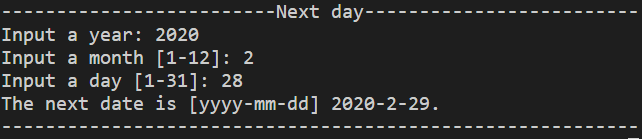 -------------------------Next day-------------------------
Input a year: 2020
Input a month [1-12]: 2
Input a day [1-31]: 28
The next date is [yyyy-mm-dd] 2020-2-29.
----------------------------------------------------------